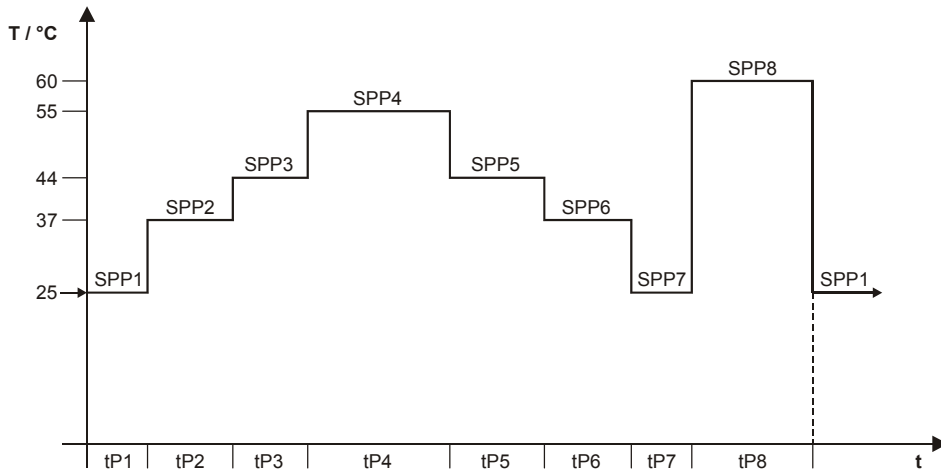 T / °C
60
SPP8
55
SPP4
44
SPP3
SPP5
37
SPP2
SPP6
25
SPP1
SPP7
SPP1
tP1 tP2 tP3 tP4 tP5 tP6 tP7 tP8 t